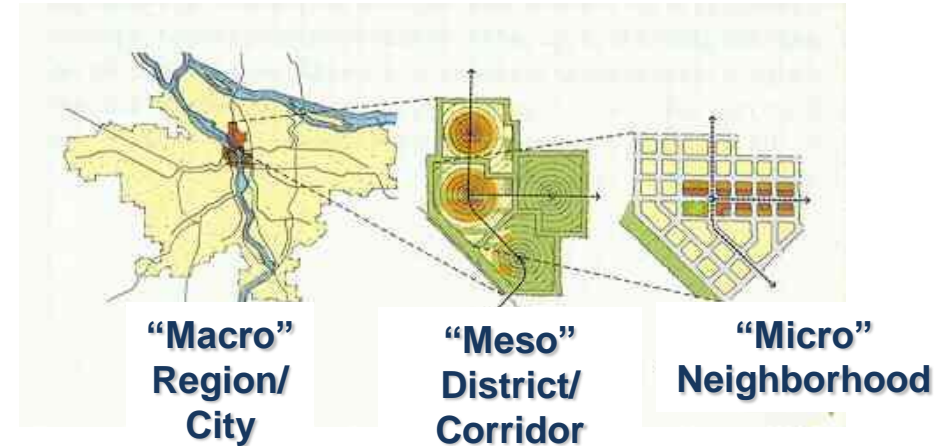 “Macro”
Region/
City
“Meso”
District/
Corridor
“Micro”
Neighborhood